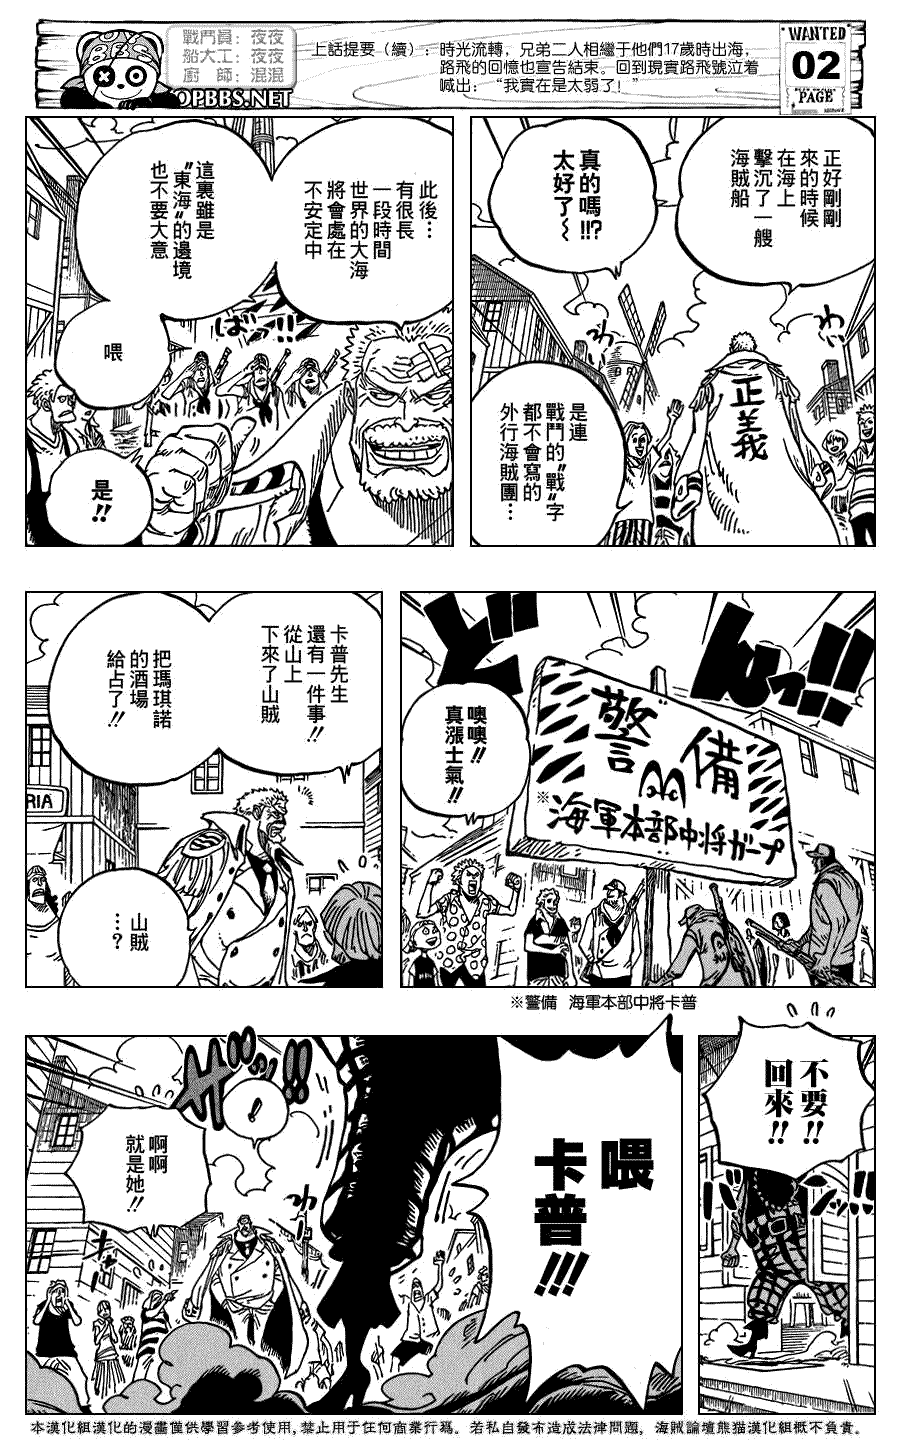 戰鬥員：夜夜
船大工：夜夜
廚　師：混混
OPBBS.NET
上話提要（續）：時光流轉，兄弟二人相繼于他們17歲時出海，
路飛的回憶也宣告結束。回到現實路飛號泣着
喊出：“我實在是太弱了！”
WANTED
02
PAGE
正好剛剛
來的時候
在海上
擊沉了一艘
海賊船
真的嗎!!?
太好了～
わい
わい
正義
是連
戰鬥的〝戰〞字
都不會寫的
外行海賊團…
此後…
有很長
一段時間
世界的大海
將會處在
不安定中
這裏雖是
〝東海〞的邊境
也不要大意
喂
ばっ!!
是!!
ドンっ!!!
噢噢!!
真漲士氣!!
警備
※海軍本部中将ガープ
※警備　海軍本部中將卡普
卡普先生
還有一件事!!
從山上
下來了山賊
把瑪琪諾
的酒場
給占了!!
RIA
山賊
…?
不要!!
回來!!
喂
卡普!!!
ザザッ!!
!
啊啊
就是她!!
本漢化組漢化的漫畫僅供學習參考使用，禁止用于任何商業行爲。若私自發布造成法律問題，海賊論壇熊猫漢化組概不負責。